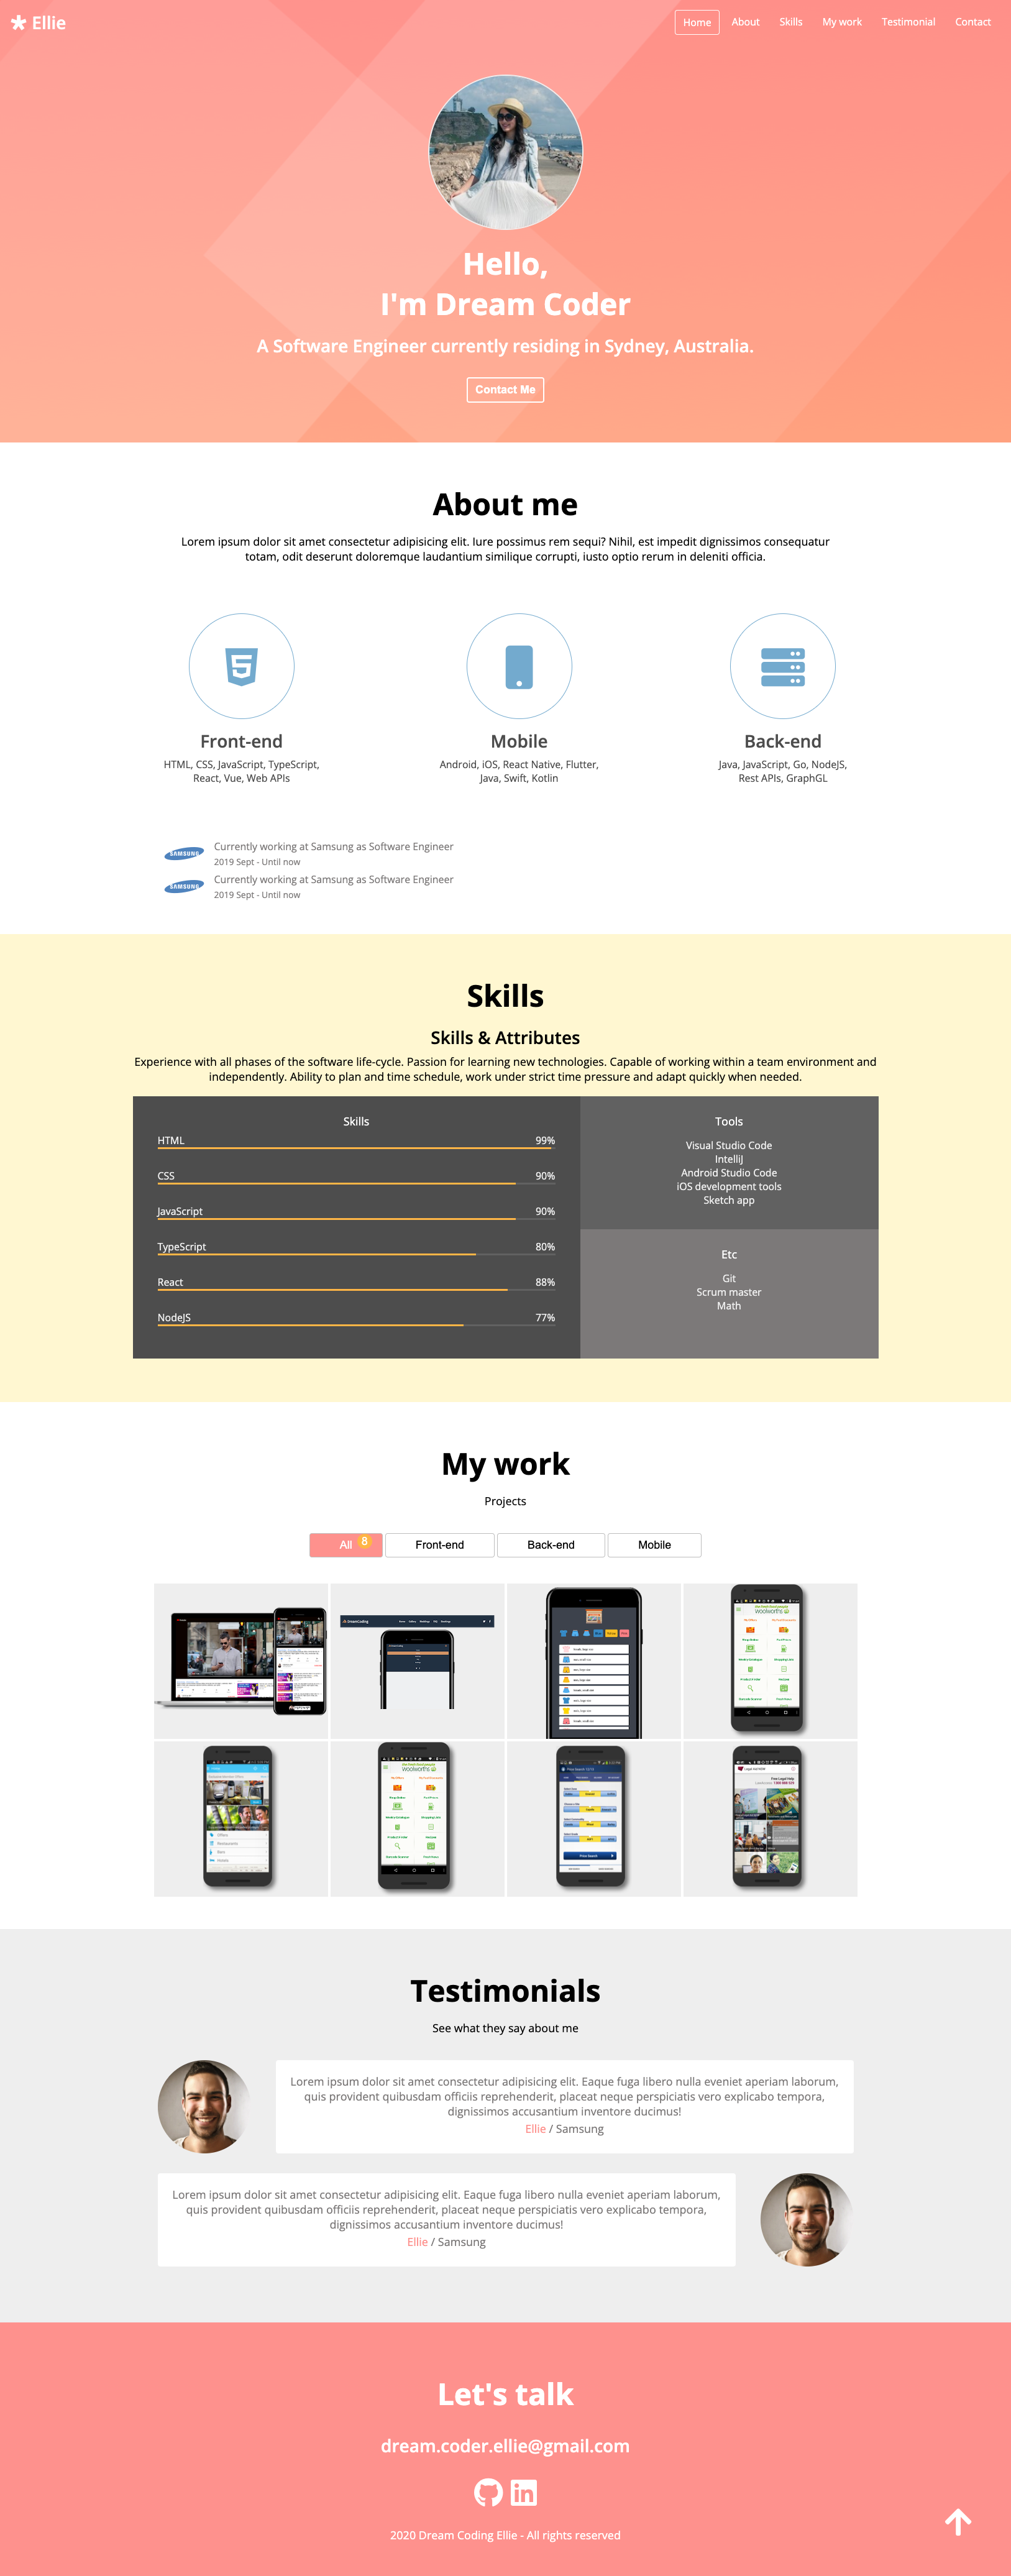 Ellie
Home
About
Skills
My work
Testimonial
Contact
Hello,
I'm Dream Coder
A Software Engineer currently residing in Sydney, Australia.
Contact Me
About me
Lorem ipsum dolor sit amet consectetur adipisicing elit. Iure possimus rem sequi? Nihil, est impedit dignissimos consequatur
totam, odit deserunt doloremque laudantium similique corrupti, iusto optio rerum in deleniti officia.
Front-end
HTML, CSS, JavaScript, TypeScript,
React, Vue, Web APIs
Mobile
Android, iOS, React Native, Flutter,
Java, Swift, Kotlin
Back-end
Java, JavaScript, Go, NodeJS,
Rest APIs, GraphGL
SAMSUNG
Currently working at Samsung as Software Engineer
2019 Sept - Until now
SAMSUNG
Currently working at Samsung as Software Engineer
2019 Sept - Until now
Skills
Skills & Attributes
Experience with all phases of the software life-cycle. Passion for learning new technologies. Capable of working within a team environment and
independently. Ability to plan and time schedule, work under strict time pressure and adapt quickly when needed.
Skills
HTML 99%
CSS 90%
JavaScript 90%
TypeScript 80%
React 88%
NodeJS 77%
Tools
Visual Studio Code
IntelliJ
Android Studio Code
iOS development tools
Sketch app
Etc
Git
Scrum master
Math
My work
Projects
All 8
Front-end
Back-end
Mobile
DreamCoding
woolworths
woolworths
Testimonials
See what they say about me
Lorem ipsum dolor sit amet consectetur adipisicing elit. Eaque fuga libero nulla eveniet aperiam laborum,
quis provident quibusdam officiis reprehenderit, placeat neque perspiciatis vero explicabo tempora,
dignissimos accusantium inventore ducimus!
Ellie / Samsung
Lorem ipsum dolor sit amet consectetur adipisicing elit. Eaque fuga libero nulla eveniet aperiam laborum,
quis provident quibusdam officiis reprehenderit, placeat neque perspiciatis vero explicabo tempora,
dignissimos accusantium inventore ducimus!
Ellie / Samsung
Let's talk
dream.coder.ellie@gmail.com
2020 Dream Coding Ellie - All rights reserved